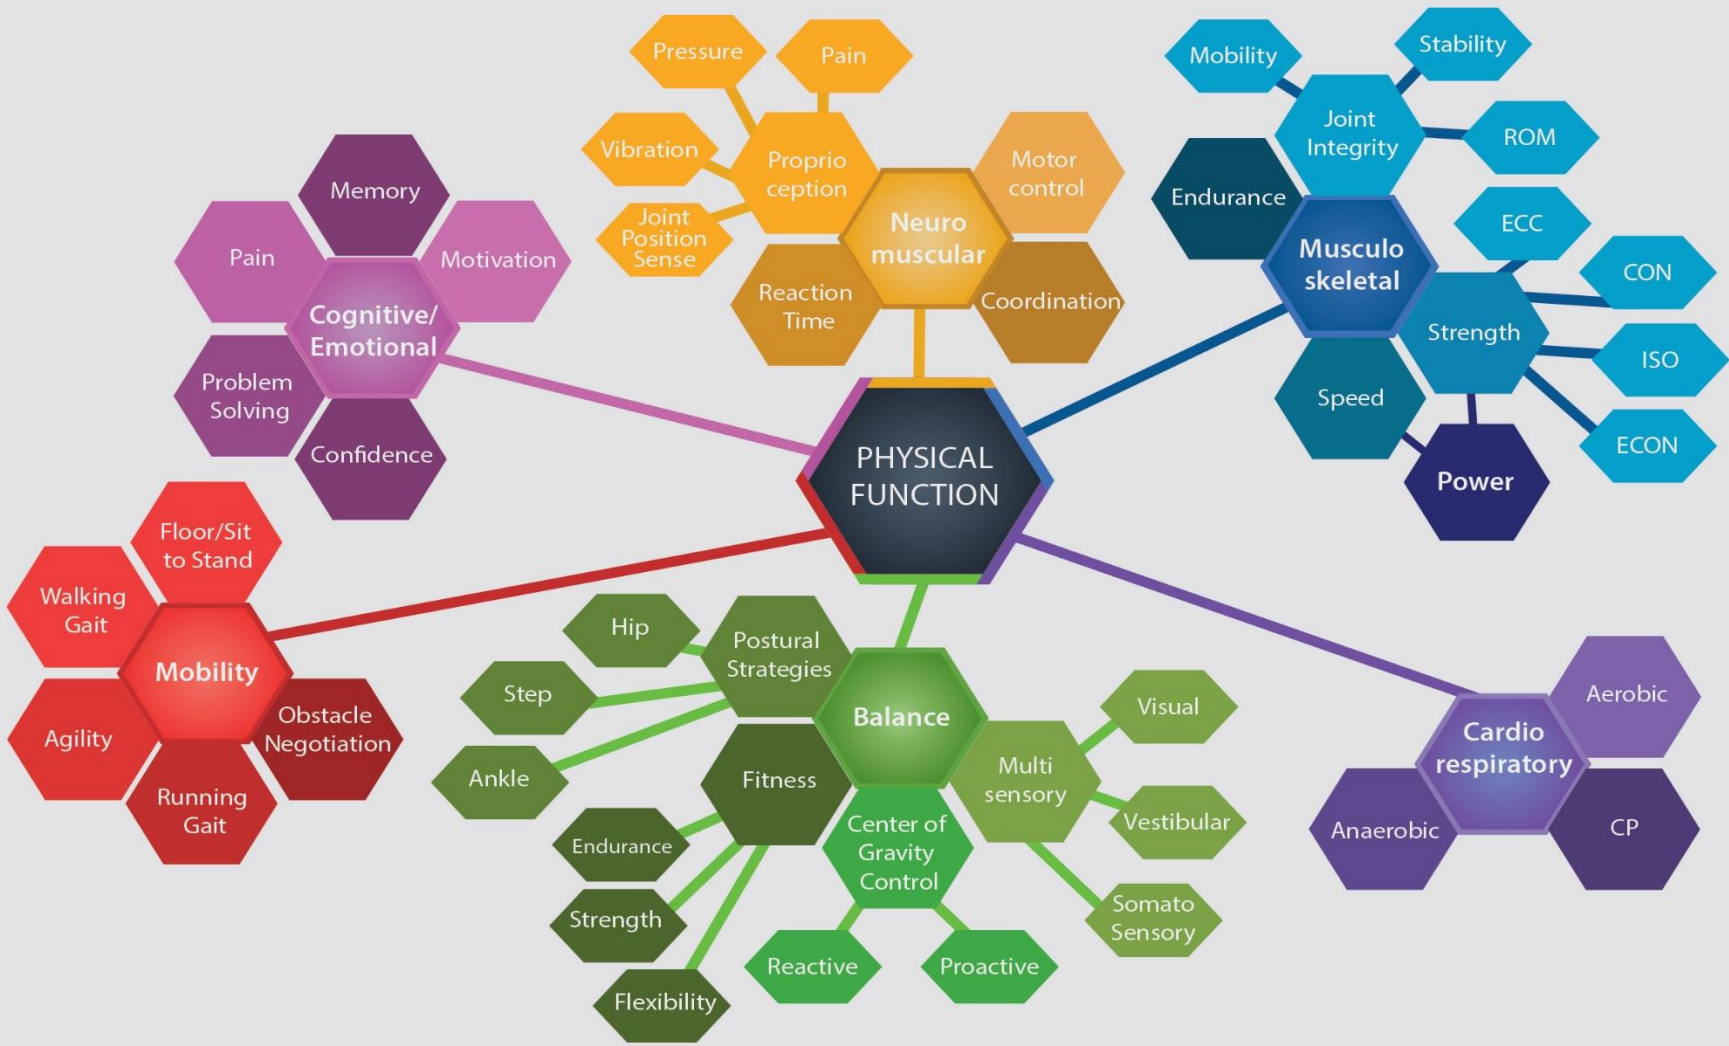 PHYSICAL
FUNCTION
Cognitive/
Emotional
Memory
Motivation
Pain
Problem
Solving
Confidence
Neuro
muscular
Proprio
ception
Pressure
Pain
Vibration
Joint
Position
Sense
Motor
control
Reaction
Time
Coordination
Musculo
skeletal
Joint
Integrity
Mobility
Stability
ROM
Endurance
Strength
ECC
CON
ISO
ECON
Speed
Power
Mobility
Floor/Sit
to Stand
Walking
Gait
Agility
Running
Gait
Obstacle
Negotiation
Balance
Postural
Strategies
Hip
Step
Ankle
Fitness
Endurance
Strength
Flexibility
Center of
Gravity
Control
Reactive
Proactive
Multi
sensory
Visual
Vestibular
Somato
Sensory
Cardio
respiratory
Aerobic
Anaerobic
CP